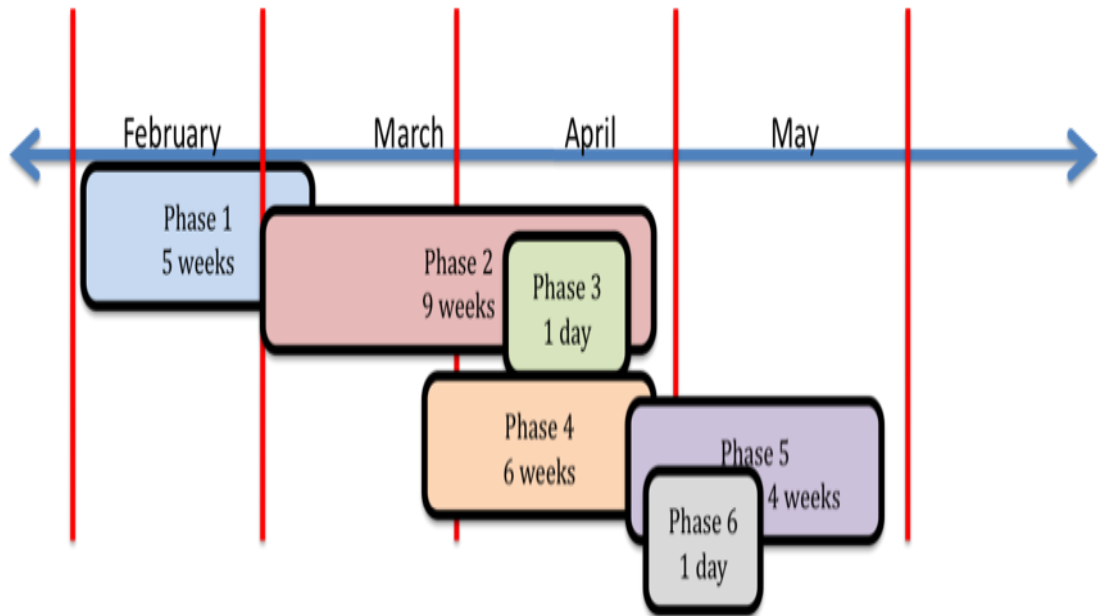 February
March
April
May
Phase 1
5 weeks
Phase 2
9 weeks
Phase 3
1 day
Phase 4
6 weeks
Phase 5
4 weeks
Phase 6
1 day